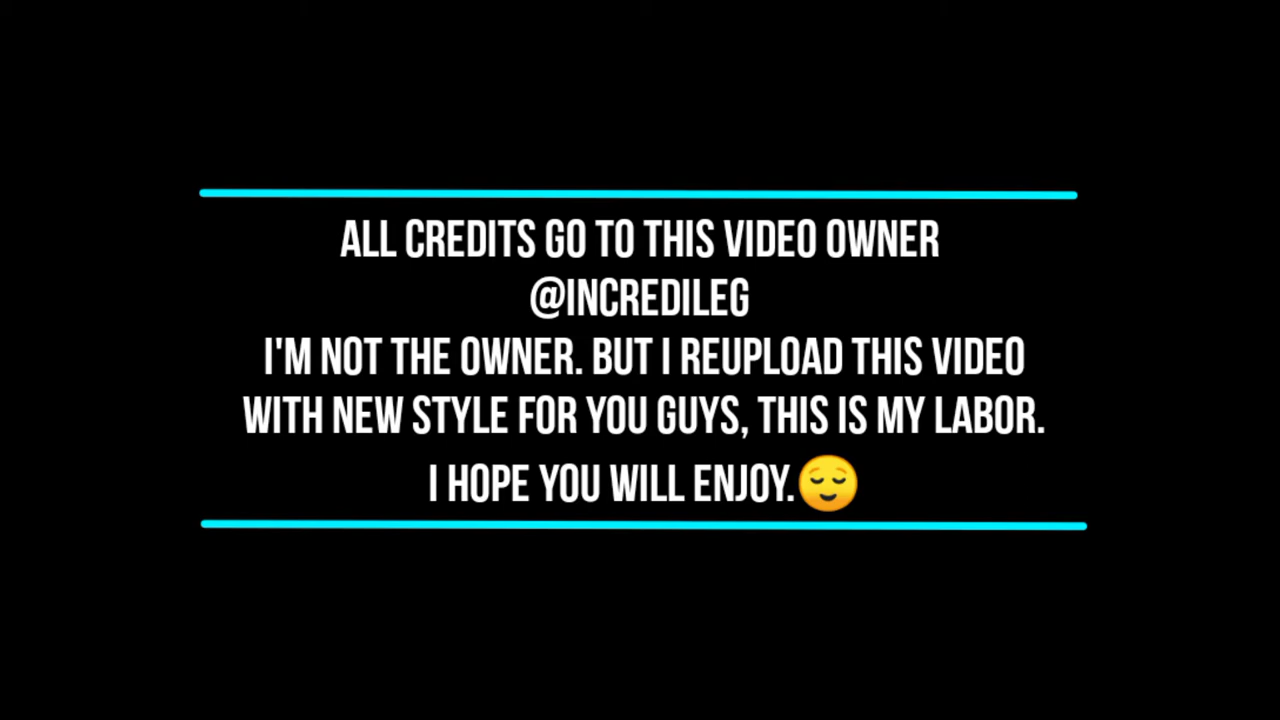 ALL CREDITS GO TO THIS VIDEO OWNER
@INCREDILEG
I'M NOT THE OWNER. BUT I REUPLOAD THIS VIDEO
WITH NEW STYLE FOR YOU GUYS, THIS IS MY LABOR.
I HOPE YOU WILL ENJOY.😌